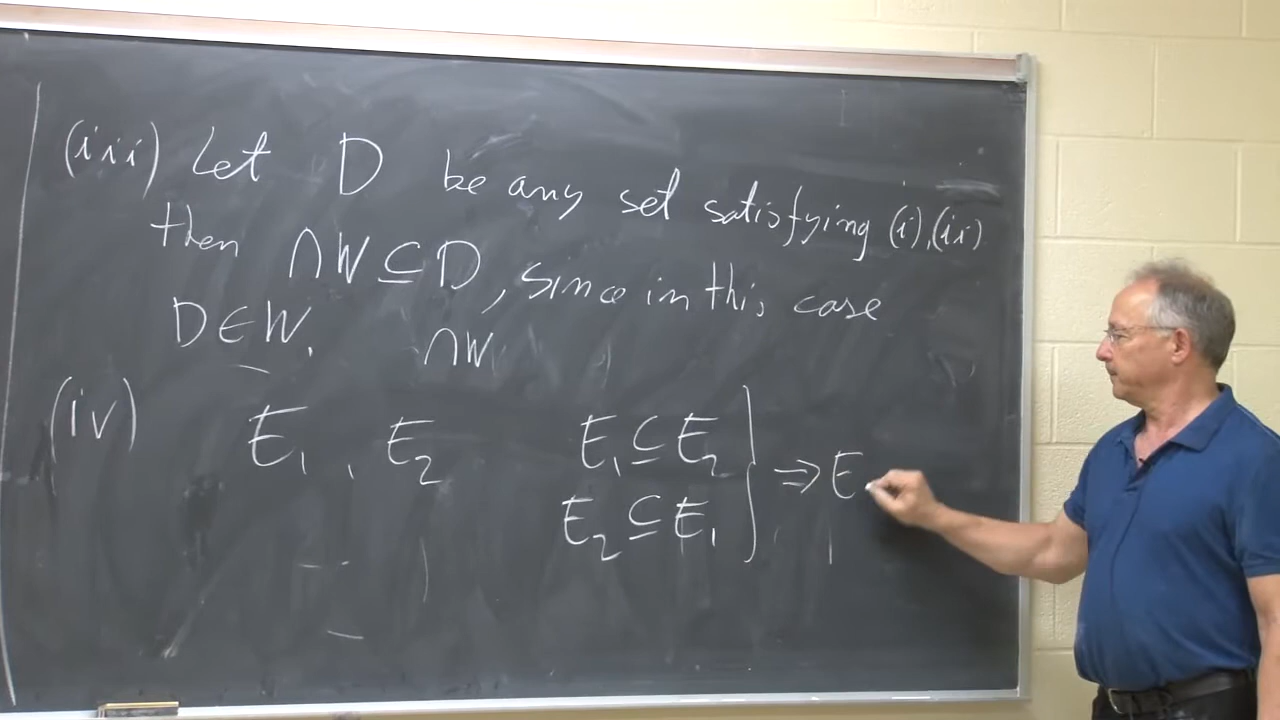 (iii) Let D be any set satisfying (i),(ii)
then ∩W ⊆ D, since in this case
D ∈ W. ∩W
(iv) E₁, E₂ E₁ ⊆ E₂ } ⇒ E
E₂ ⊆ E₁